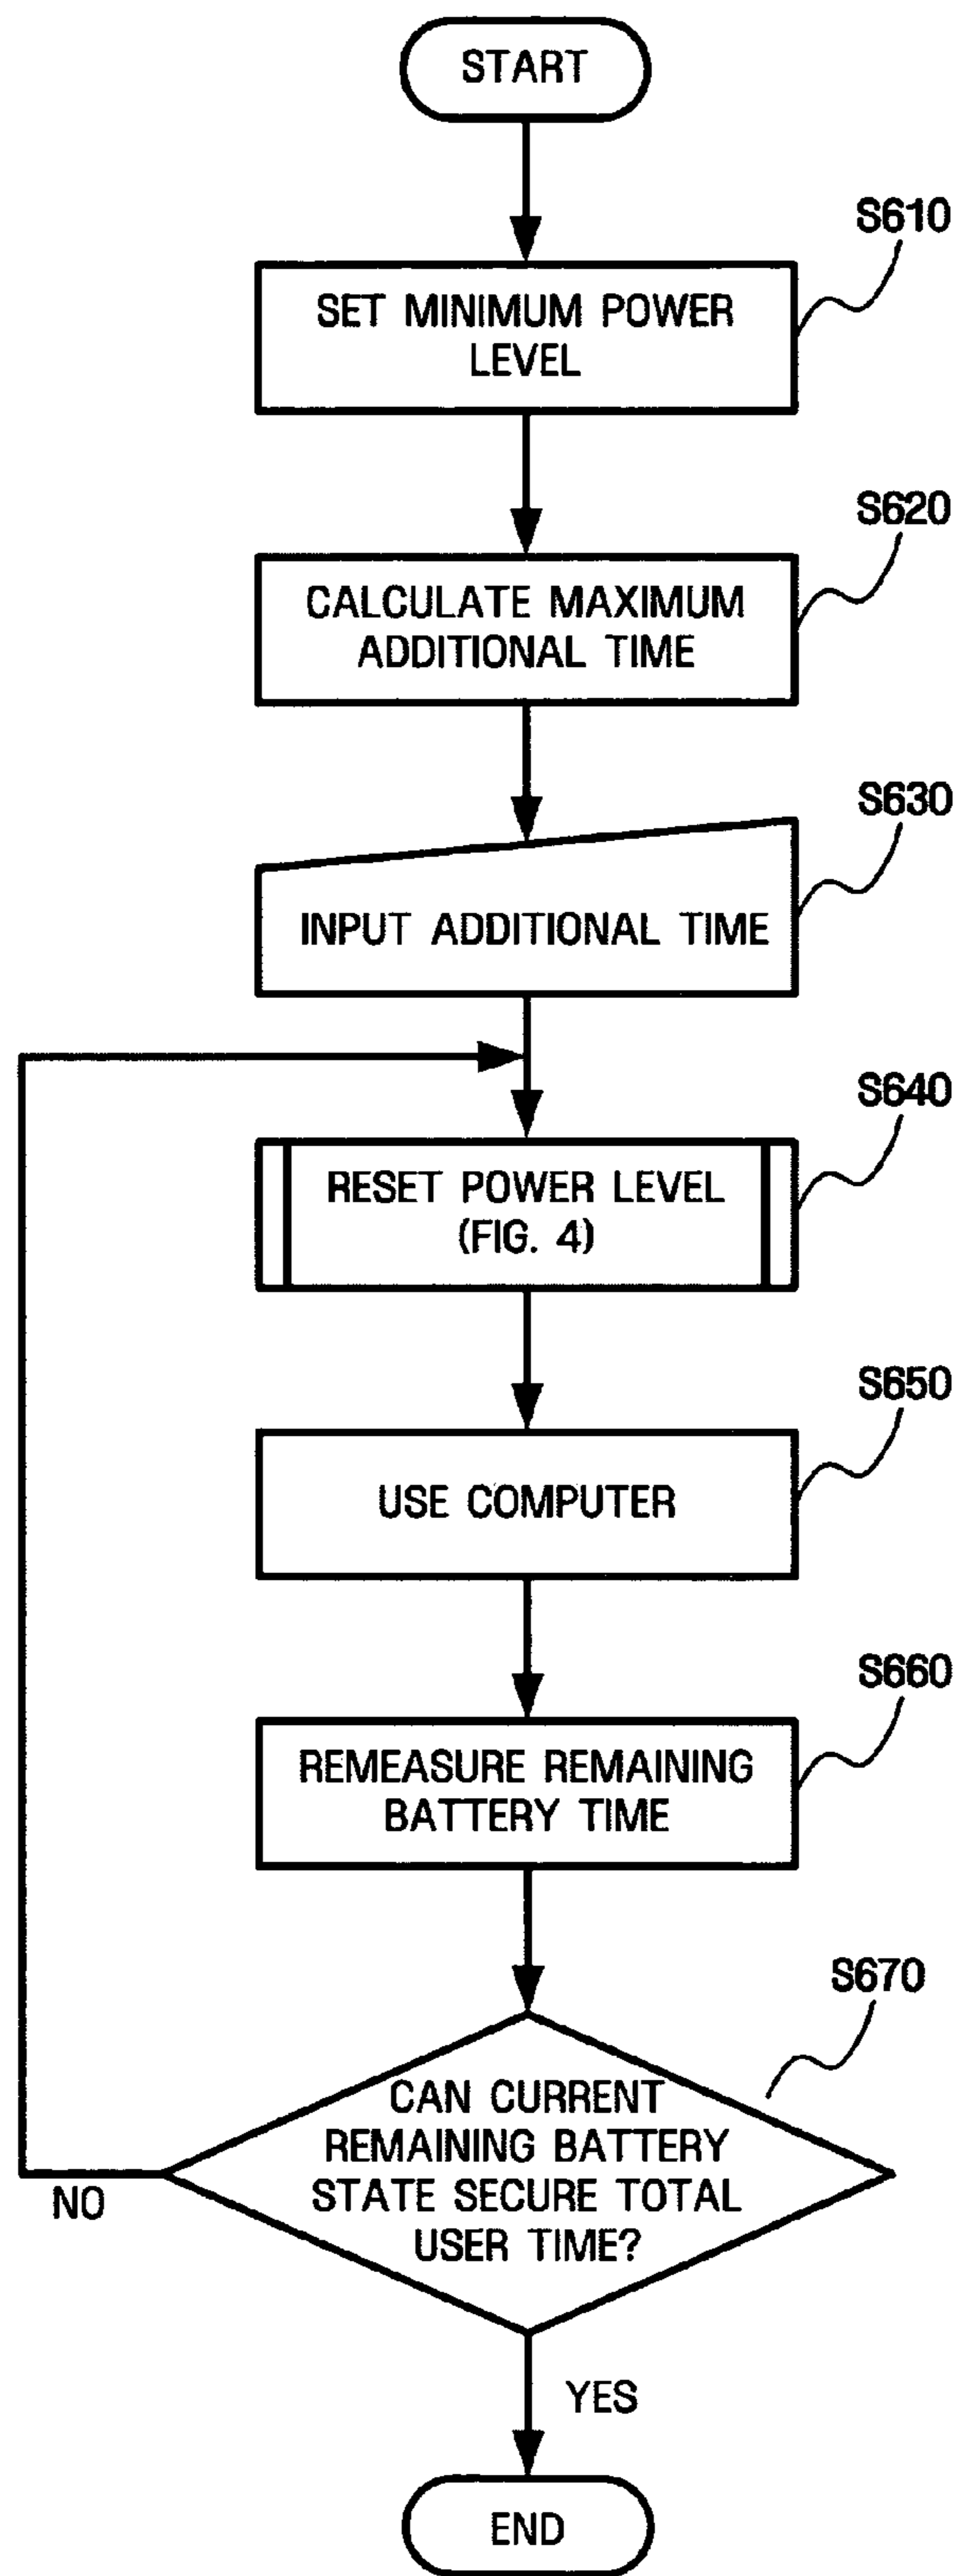 START
S610
SET MINIMUM POWER
LEVEL
S620
CALCULATE MAXIMUM
ADDITIONAL TIME
S630
INPUT ADDITIONAL TIME
S640
RESET POWER LEVEL
(FIG. 4)
S650
USE COMPUTER
S660
REMEASURE REMAINING
BATTERY TIME
S670
CAN CURRENT
REMAINING BATTERY
STATE SECURE TOTAL
USER TIME?
NO
YES
END